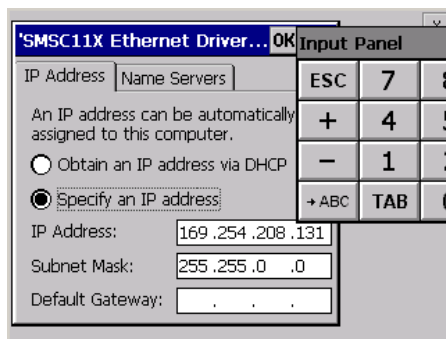 'SMSC11X Ethernet Driver... OK
Input Panel
IP Address
Name Servers
An IP address can be automatically
assigned to this computer.
Obtain an IP address via DHCP
Specify an IP address
IP Address: 169 .254 .208 .131
Subnet Mask: 255 .255 .0 .0
Default Gateway: . . .
ESC 7
+ 4
− 1
→ABC TAB